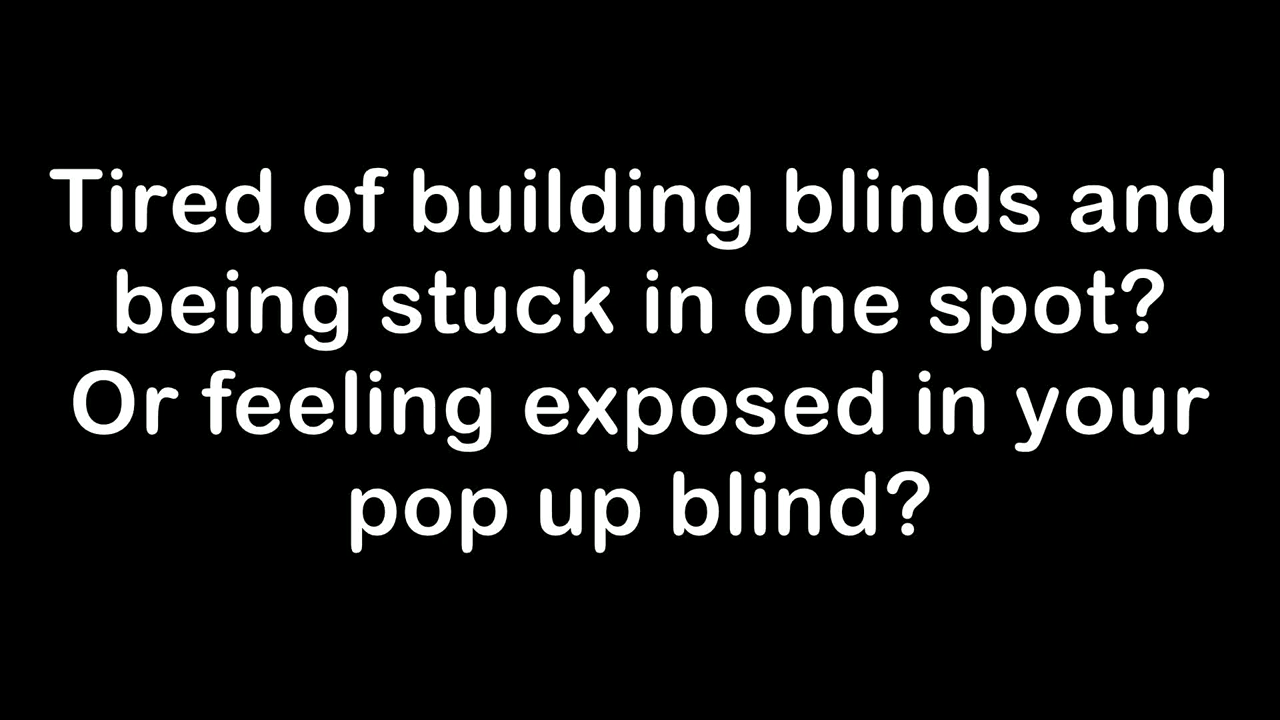 Tired of building blinds and
being stuck in one spot?
Or feeling exposed in your
pop up blind?